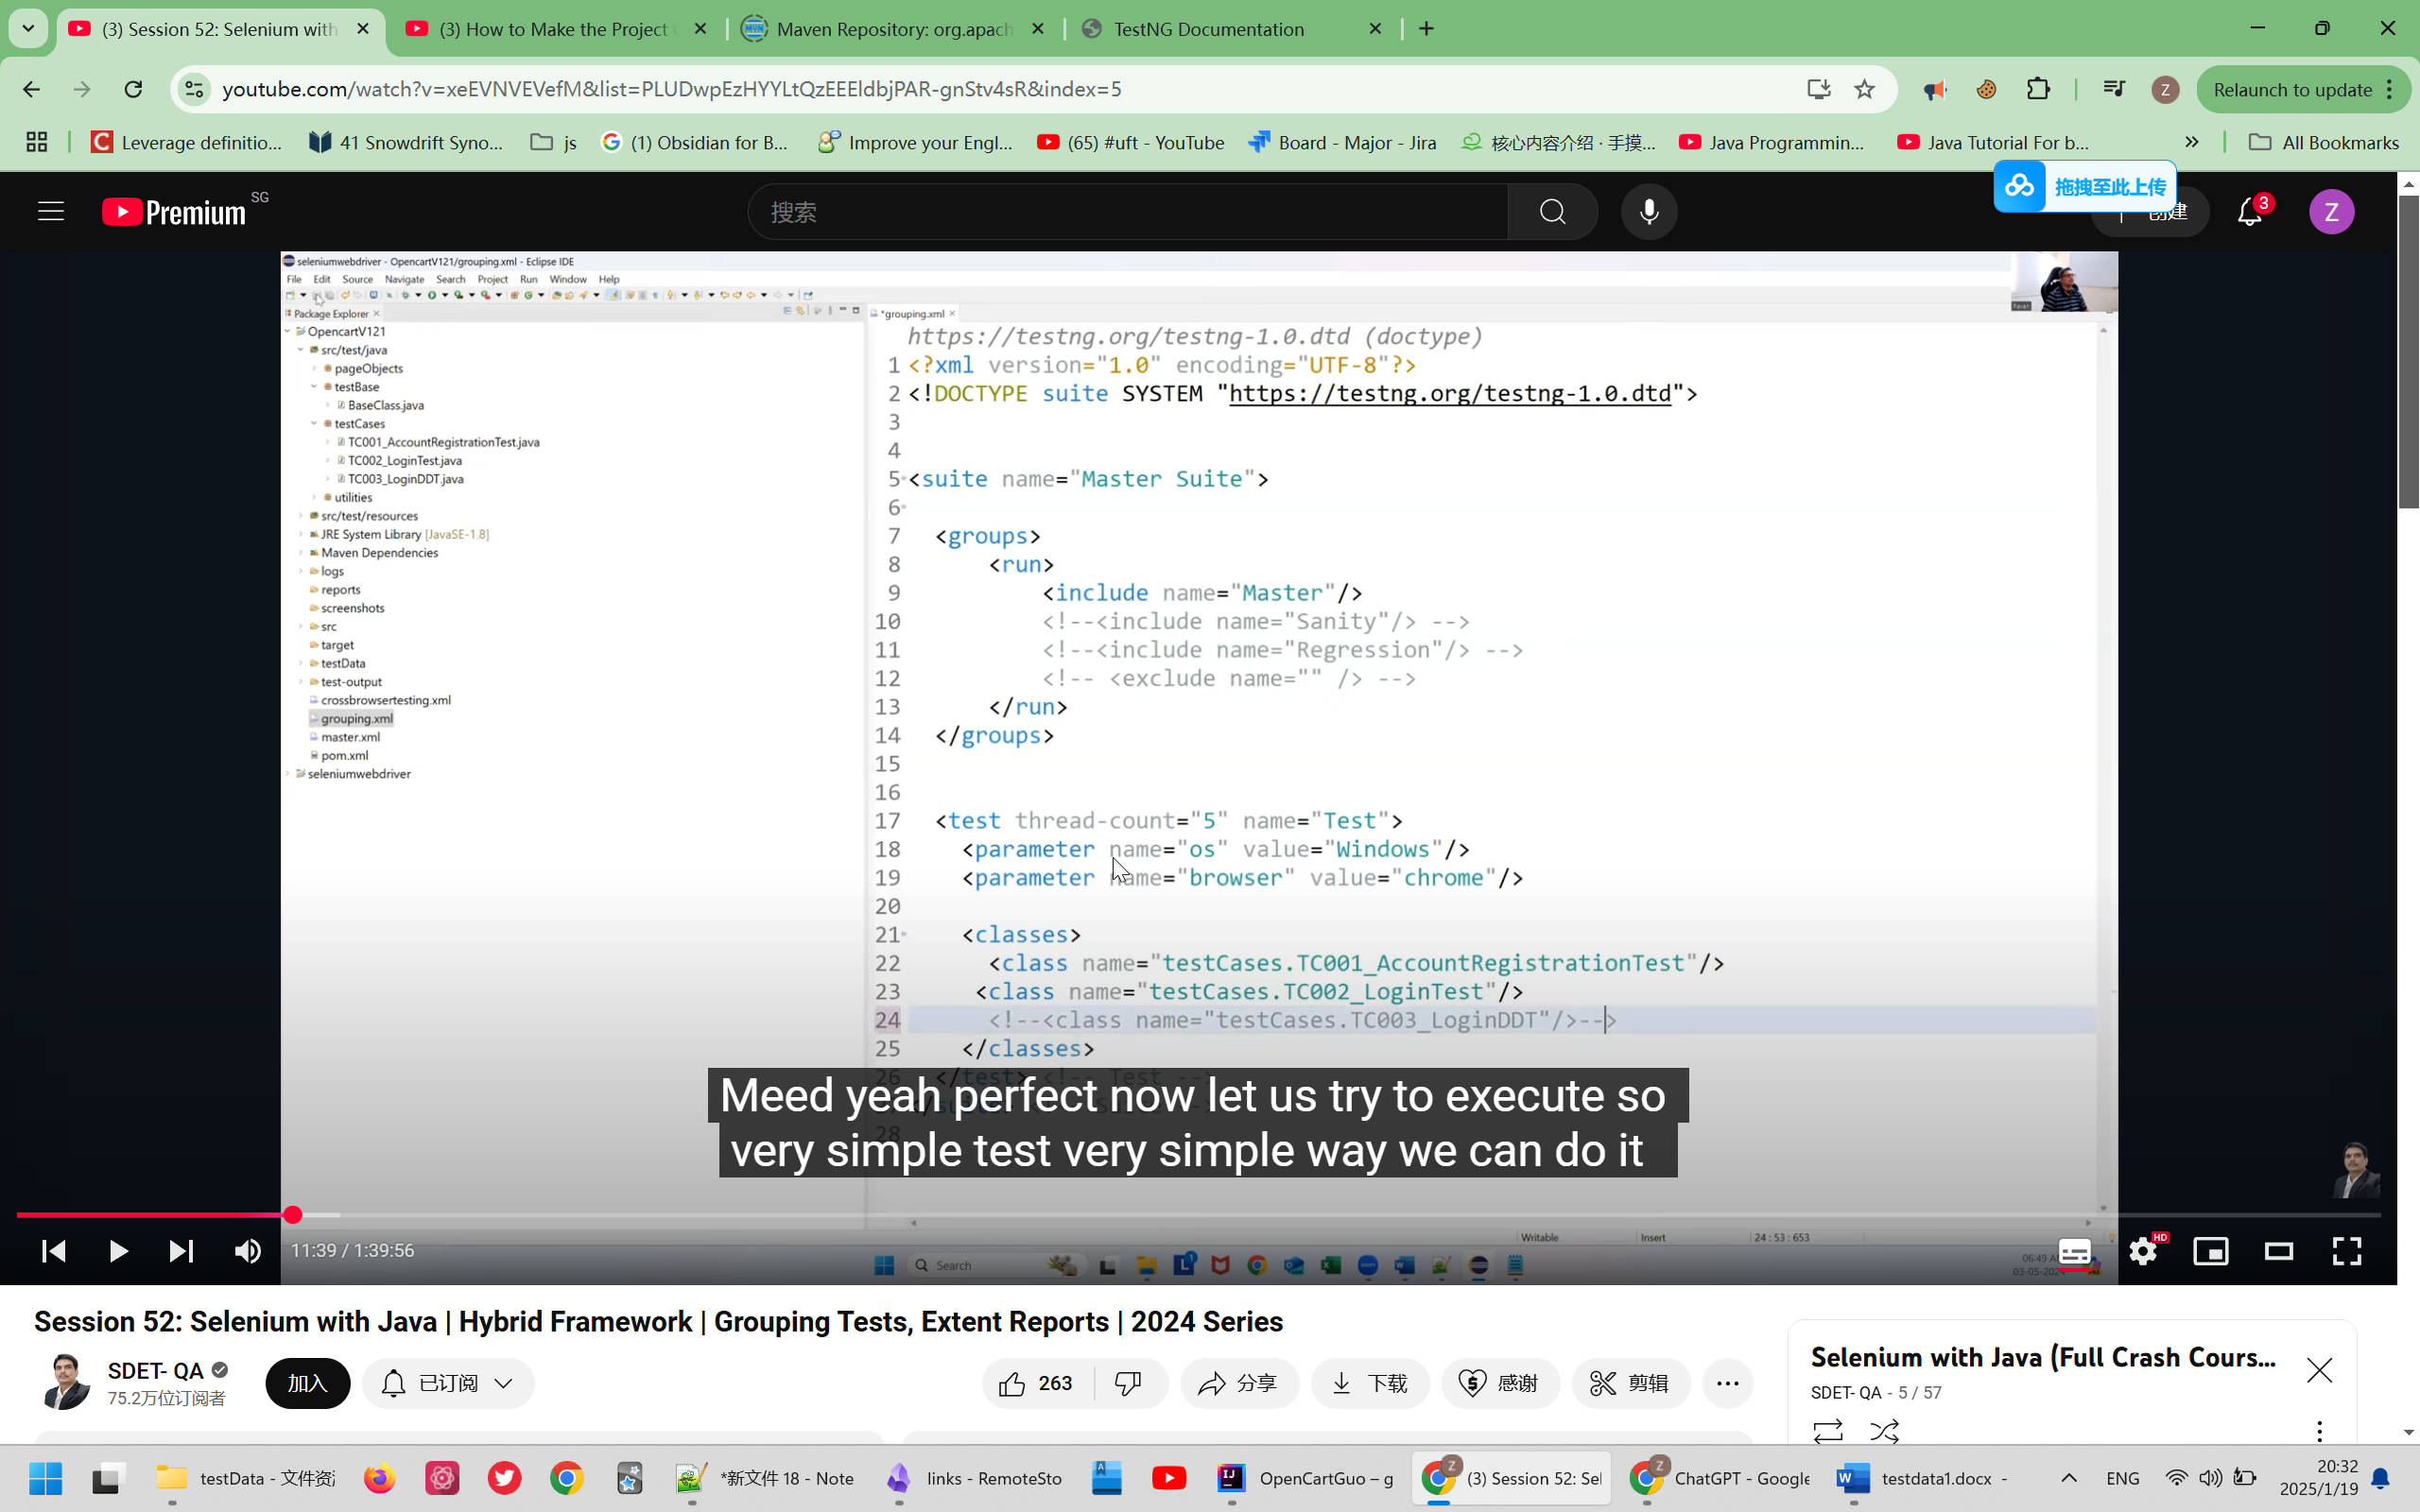 (3) Session 52: Selenium with
(3) How to Make the Project
Maven Repository: org.apach
TestNG Documentation
youtube.com/watch?v=xeEVNVEVefM&list=PLUDwpEzHYYLtQzEEEldbjPAR-gnStv4sR&index=5
Z
Relaunch to update
Leverage definitio...
41 Snowdrift Syno...
js
(1) Obsidian for B...
Improve your Engl...
(65) #uft - YouTube
Board - Major - Jira
核心内容介绍 · 手摸...
Java Programmin...
Java Tutorial For b...
All Bookmarks
拖拽至此上传
Premium SG
搜索
创建
3
Z
seleniumwebdriver - OpencartV121/grouping.xml - Eclipse IDE
File Edit Source Navigate Search Project Run Window Help
Package Explorer
*grouping.xml
OpencartV121
src/test/java
pageObjects
testBase
BaseClass.java
testCases
TC001_AccountRegistrationTest.java
TC002_LoginTest.java
TC003_LoginDDT.java
utilities
src/test/resources
JRE System Library [JavaSE-1.8]
Maven Dependencies
logs
reports
screenshots
src
target
testData
test-output
crossbrowsertesting.xml
grouping.xml
master.xml
pom.xml
seleniumwebdriver
https://testng.org/testng-1.0.dtd (doctype)
1 <?xml version="1.0" encoding="UTF-8"?>
2 <!DOCTYPE suite SYSTEM "https://testng.org/testng-1.0.dtd">
3
4
5 <suite name="Master Suite">
6
7 <groups>
8 <run>
9 <include name="Master"/>
10 <!--<include name="Sanity"/> -->
11 <!--<include name="Regression"/> -->
12 <!-- <exclude name="" /> -->
13 </run>
14 </groups>
15
16
17 <test thread-count="5" name="Test">
18 <parameter name="os" value="Windows"/>
19 <parameter name="browser" value="chrome"/>
20
21 <classes>
22 <class name="testCases.TC001_AccountRegistrationTest"/>
23 <class name="testCases.TC002_LoginTest"/>
24 <!--<class name="testCases.TC003_LoginDDT"/>-->
25 </classes>
26 </test> <!-- Test -->
28
Meed yeah perfect now let us try to execute so
very simple test very simple way we can do it
Writable
Insert
24 : 53 : 653
Search
11:39 / 1:39:56
HD
Session 52: Selenium with Java | Hybrid Framework | Grouping Tests, Extent Reports | 2024 Series
SDET- QA
75.2万位订阅者
加入
已订阅
263
分享
下载
感谢
剪辑
Selenium with Java (Full Crash Cours...
SDET- QA - 5 / 57
testData - 文件资
*新文件 18 - Note
links - RemoteSto
OpenCartGuo – g
(3) Session 52: Sel
ChatGPT - Google
testdata1.docx -
ENG
20:32
2025/1/19